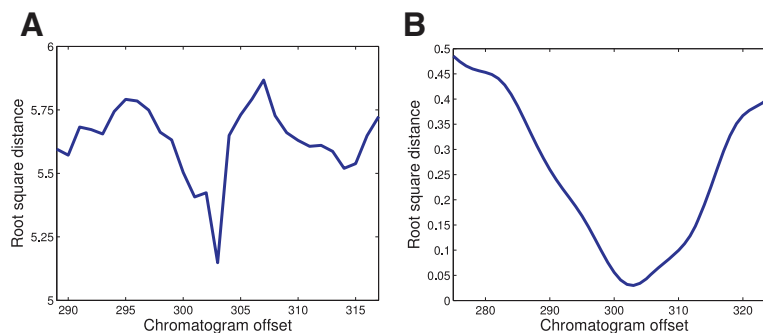 A
6
5.75
5.5
5.25
5
Root square distance
290 295 300 305 310 315
Chromatogram offset
B
0.5
0.45
0.4
0.35
0.3
0.25
0.2
0.15
0.1
0.05
0
Root square distance
280 290 300 310 320
Chromatogram offset